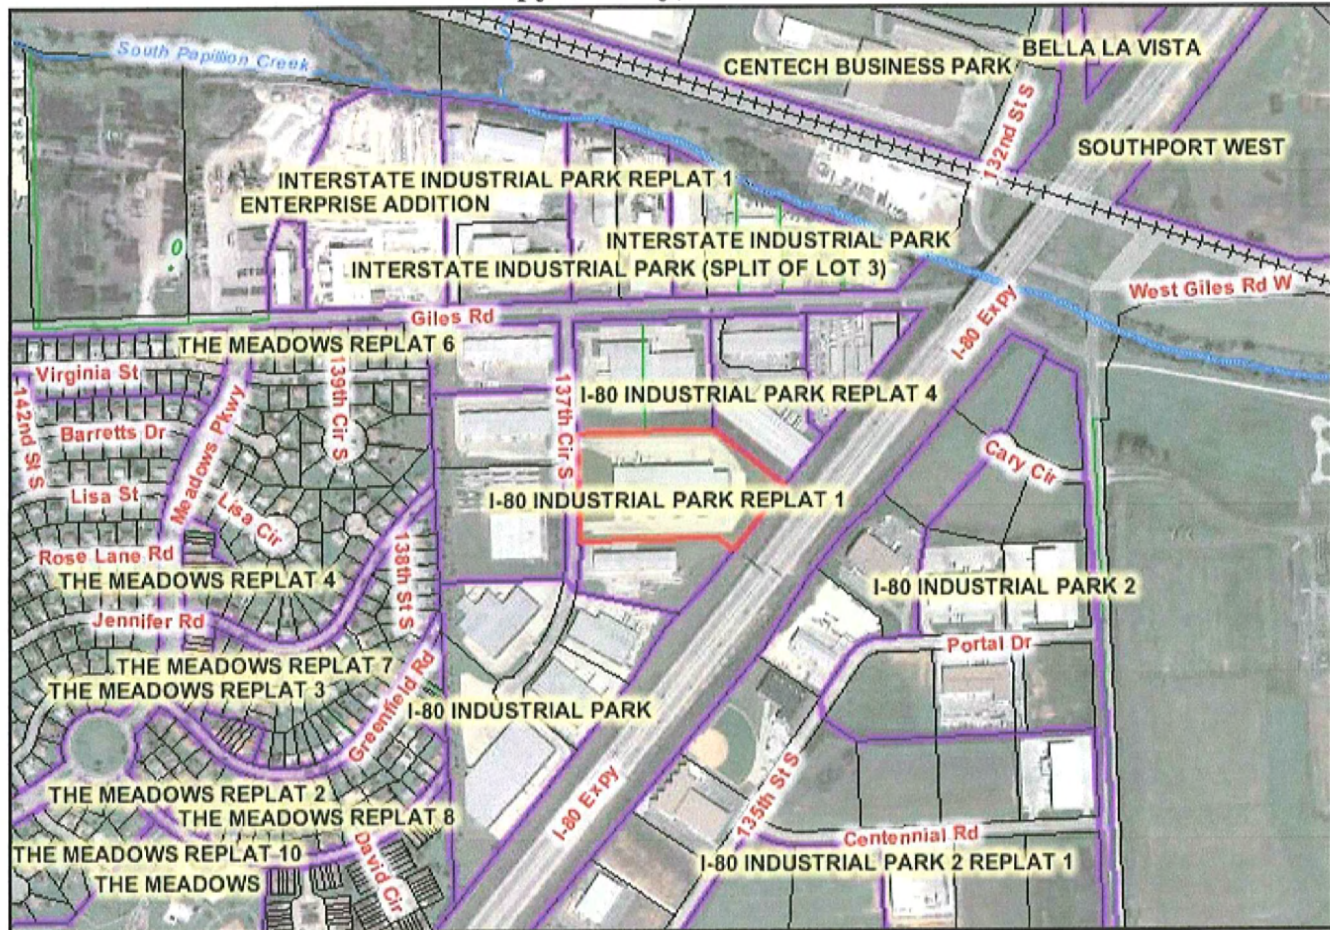 South Papillion Creek
BELLA LA VISTA
CENTECH BUSINESS PARK
132nd St S
SOUTHPORT WEST
INTERSTATE INDUSTRIAL PARK REPLAT 1
ENTERPRISE ADDITION
INTERSTATE INDUSTRIAL PARK
INTERSTATE INDUSTRIAL PARK (SPLIT OF LOT 3)
West Giles Rd W
Giles Rd
I-80 Expy
THE MEADOWS REPLAT 6
Virginia St
139th Cir S
142nd St S
Meadows Pkwy
137th Cir S
I-80 INDUSTRIAL PARK REPLAT 4
Barretts Dr
Cary Cir
Lisa St
Lisa Cir
I-80 INDUSTRIAL PARK REPLAT 1
Rose Lane Rd
138th St S
THE MEADOWS REPLAT 4
I-80 INDUSTRIAL PARK 2
Jennifer Rd
Portal Dr
THE MEADOWS REPLAT 7
THE MEADOWS REPLAT 3
Greenfield Rd
I-80 INDUSTRIAL PARK
I-80 Expy
135th St S
THE MEADOWS REPLAT 2
THE MEADOWS REPLAT 8
Centennial Rd
THE MEADOWS REPLAT 10
David Cir
I-80 INDUSTRIAL PARK 2 REPLAT 1
THE MEADOWS